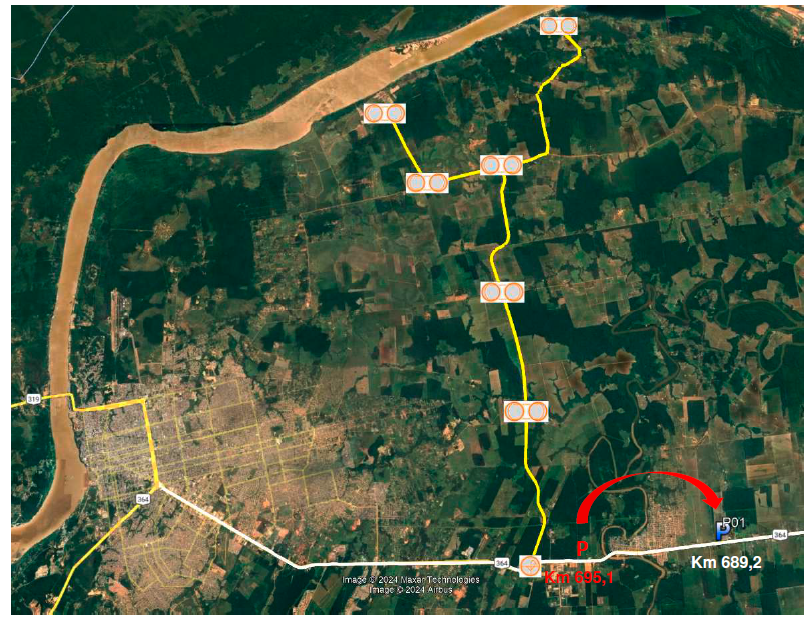 319
364
P01
P
P
364
Km 689,2
364
Km 695,1
Image © 2024 Maxar Technologies
Image © 2024 Airbus